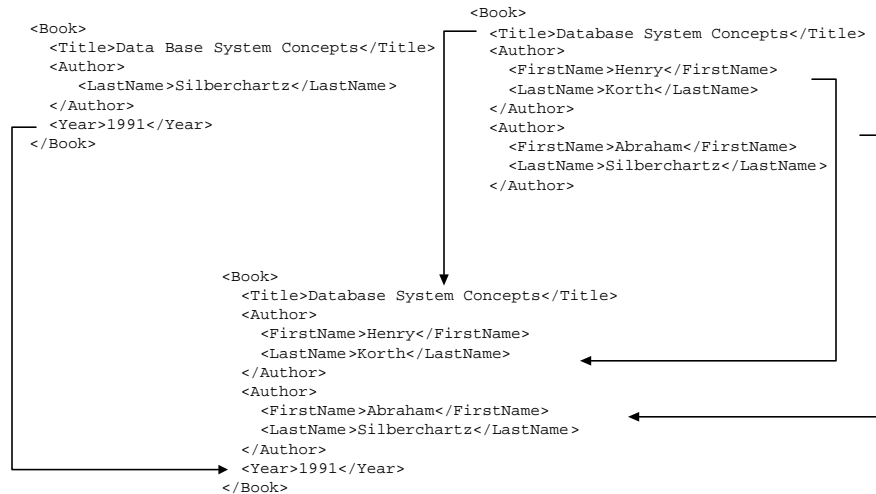 <Book>
<Title>Data Base System Concepts</Title>
<Author>
<LastName>Silberchartz</LastName>
</Author>
<Year>1991</Year>
</Book>
<Book>
<Title>Database System Concepts</Title>
<Author>
<FirstName>Henry</FirstName>
<LastName>Korth</LastName>
</Author>
<Author>
<FirstName>Abraham</FirstName>
<LastName>Silberchartz</LastName>
</Author>
<Book>
<Title>Database System Concepts</Title>
<Author>
<FirstName>Henry</FirstName>
<LastName>Korth</LastName>
</Author>
<Author>
<FirstName>Abraham</FirstName>
<LastName>Silberchartz</LastName>
</Author>
<Year>1991</Year>
</Book>